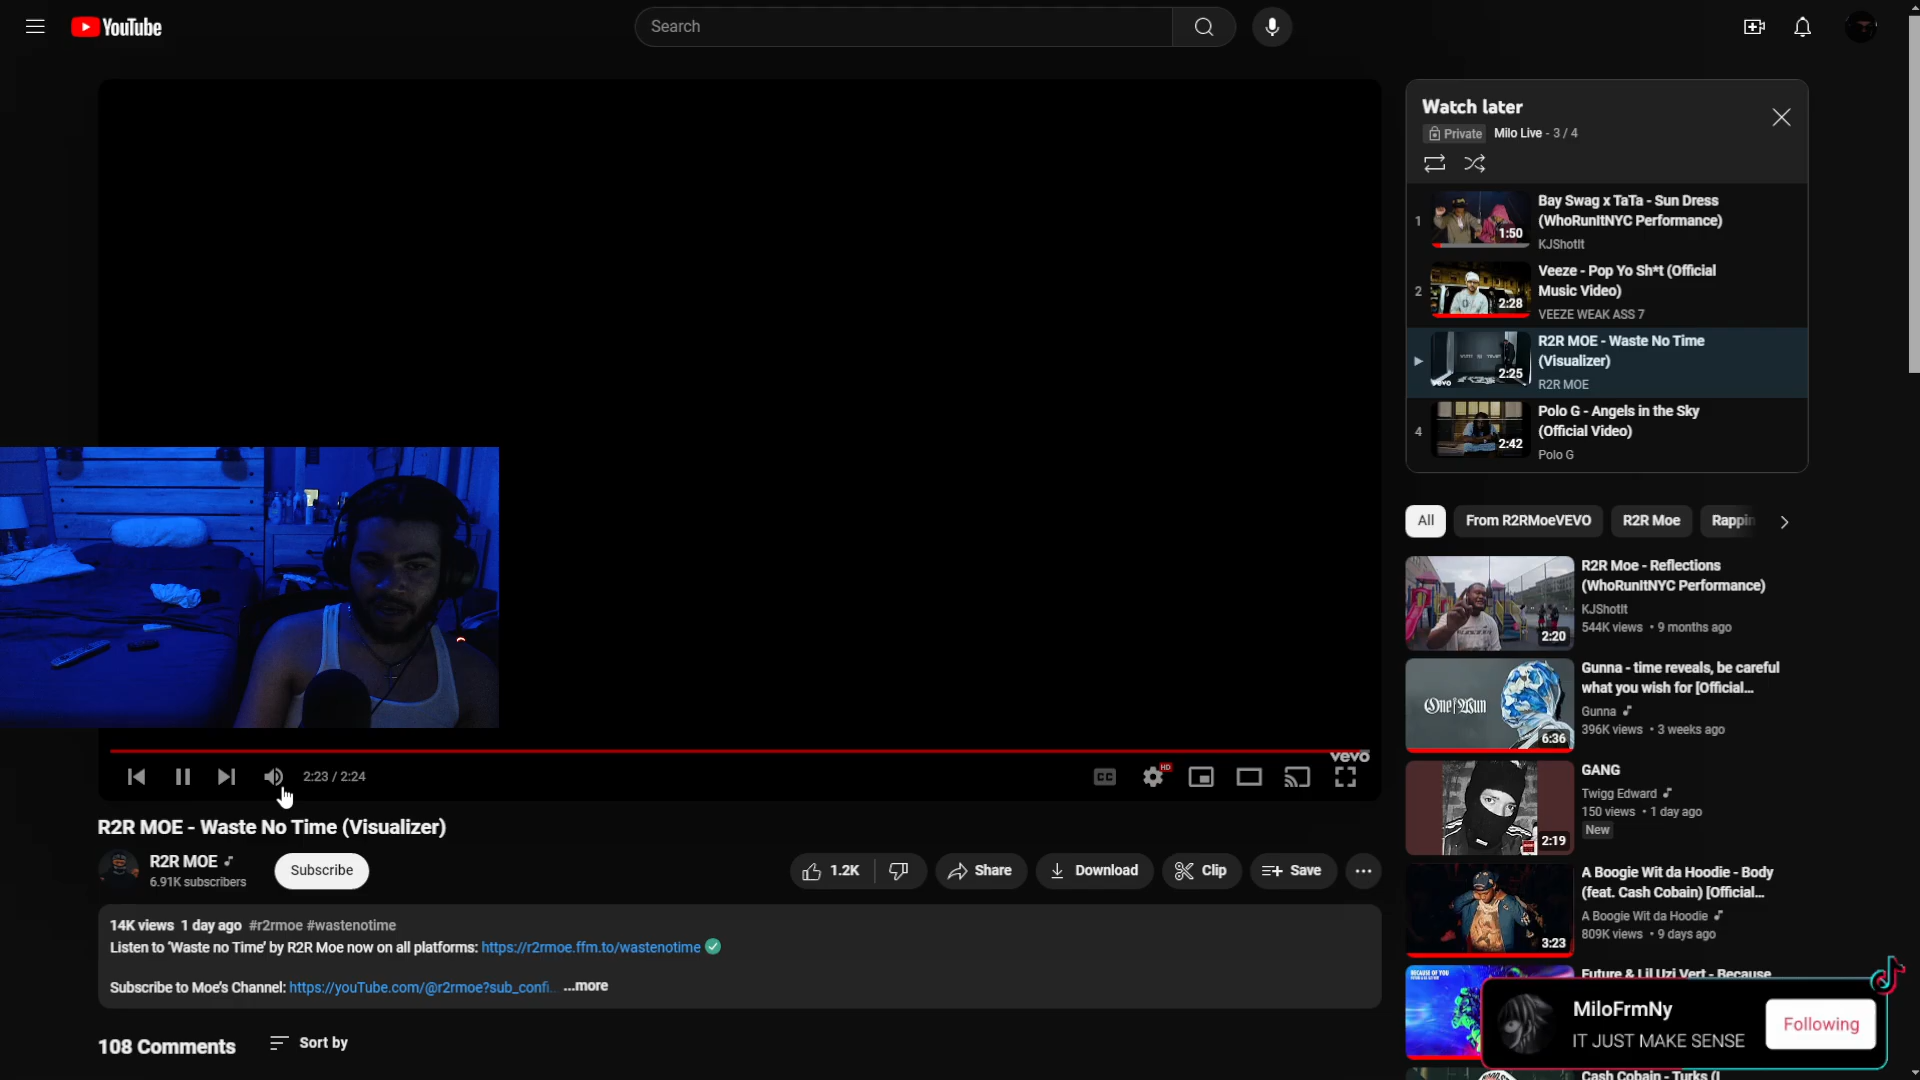 YouTube
Search
Watch later
Private Milo Live - 3 / 4
1
1:50
Bay Swag x TaTa - Sun Dress
(WhoRunItNYC Performance)
KJShotIt
2
2:28
Veeze - Pop Yo Sh*t (Official
Music Video)
VEEZE WEAK ASS 7
2:25
R2R MOE - Waste No Time
(Visualizer)
R2R MOE
4
2:42
Polo G - Angels in the Sky
(Official Video)
Polo G
All From R2RMoeVEVO R2R Moe Rappin
2:20
R2R Moe - Reflections
(WhoRunItNYC Performance)
KJShotIt
544K views • 9 months ago
One of Wun
6:36
Gunna - time reveals, be careful
what you wish for [Official...
Gunna
396K views • 3 weeks ago
2:19
GANG
Twigg Edward
150 views • 1 day ago
New
3:23
A Boogie Wit da Hoodie - Body
(feat. Cash Cobain) [Official...
A Boogie Wit da Hoodie
809K views • 9 days ago
BECAUSE OF YOU
Future & Lil Uzi Vert - Because
Cash Cobain - Turks (
MiloFrmNy
IT JUST MAKE SENSE
Following
vevo
2:23 / 2:24
CC
HD
R2R MOE - Waste No Time (Visualizer)
R2R MOE
6.91K subscribers
Subscribe
1.2K Share Download Clip Save
14K views 1 day ago #r2rmoe #wastenotime
Listen to ‘Waste no Time’ by R2R Moe now on all platforms: https://r2rmoe.ffm.to/wastenotime
Subscribe to Moe's Channel: https://youTube.com/@r2rmoe?sub_confi... ...more
108 Comments Sort by